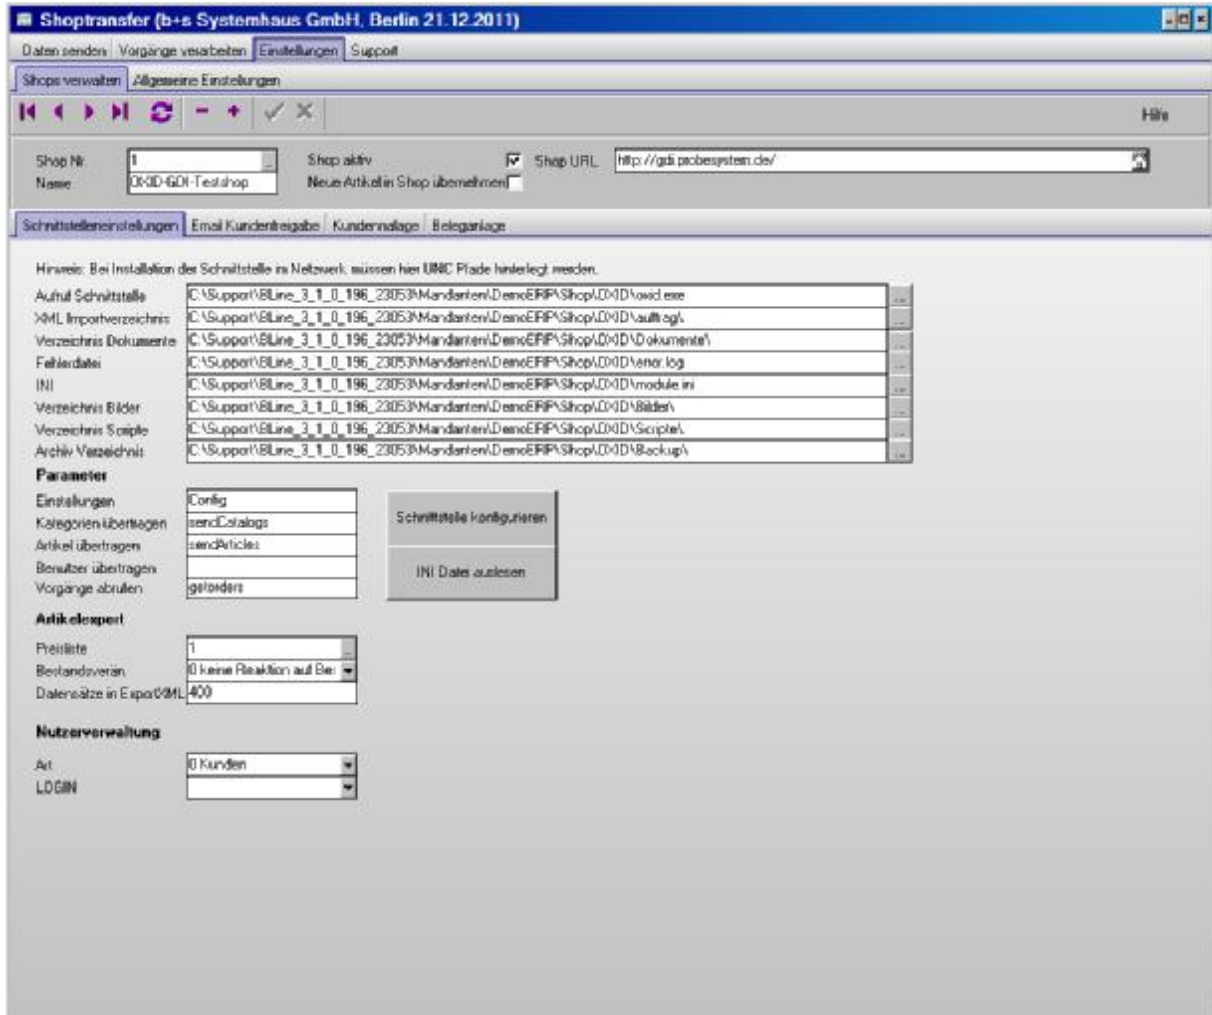 Shoptransfer (b+s Systemhaus GmbH, Berlin 21.12.2011)
Daten senden Vorgänge verarbeiten Einstellungen Support
Shops verwalten Allgemeine Einstellungen
Hilfe
Shop Nr. 1 ... Shop aktiv Shop URL http://gdi.probesystem.de/
Name OXID-GDI-Testshop Neue Artikel in Shop übernehmen
Schnittstelleneinstellungen Email Kundenfreigabe Kundennalage Beleganlage
Hinweis: Bei Installation der Schnittstelle im Netzwerk müssen hier UNC Pfade hinterlegt werden.
Aufruf Schnittstelle C:\Support\BLine_3_1_0_196_23053\Mandanten\DemoERP\Shop\OXID\oxid.exe ...
XML Importverzeichnis C:\Support\BLine_3_1_0_196_23053\Mandanten\DemoERP\Shop\OXID\auftrag\ ...
Verzeichnis Dokumente C:\Support\BLine_3_1_0_196_23053\Mandanten\DemoERP\Shop\OXID\Dokumente\ ...
Fehlerdatei C:\Support\BLine_3_1_0_196_23053\Mandanten\DemoERP\Shop\OXID\error.log ...
INI C:\Support\BLine_3_1_0_196_23053\Mandanten\DemoERP\Shop\OXID\module.ini ...
Verzeichnis Bilder C:\Support\BLine_3_1_0_196_23053\Mandanten\DemoERP\Shop\OXID\Bilder\ ...
Verzeichnis Scripte C:\Support\BLine_3_1_0_196_23053\Mandanten\DemoERP\Shop\OXID\Scripte\ ...
Archiv Verzeichnis C:\Support\BLine_3_1_0_196_23053\Mandanten\DemoERP\Shop\OXID\Backup\ ...
Parameter
Einstellungen Config
Kategorien übertragen sendCatalogs
Schnittstelle konfigurieren
Artikel übertragen sendArticles
Benutzer übertragen
INI Datei auslesen
Vorgänge abrufen getorders
Artikelexport
Preisliste 1 ...
Bestandsverän. 0 keine Reaktion auf Bes
Datensätze in ExportXML 400
Nutzerverwaltung
Art 0 Kunden
LOGIN